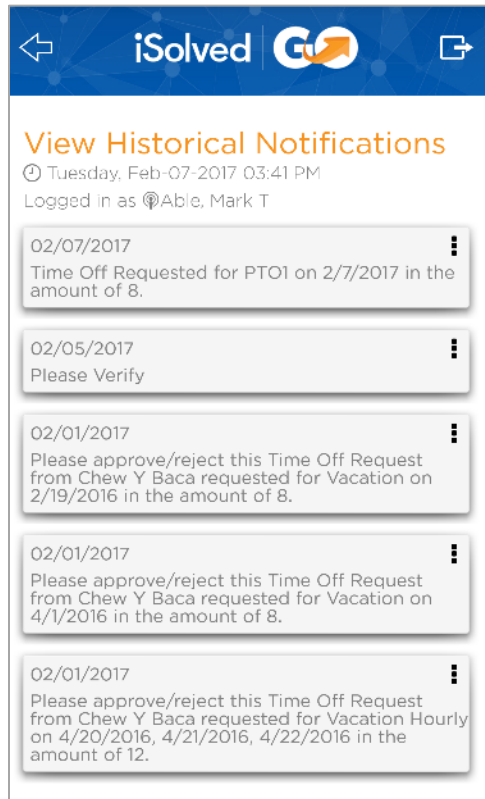 iSolved GO
View Historical Notifications
Tuesday, Feb-07-2017 03:41 PM
Logged in as Able, Mark T
02/07/2017
Time Off Requested for PTO1 on 2/7/2017 in the
amount of 8.
02/05/2017
Please Verify
02/01/2017
Please approve/reject this Time Off Request
from Chew Y Baca requested for Vacation on
2/19/2016 in the amount of 8.
02/01/2017
Please approve/reject this Time Off Request
from Chew Y Baca requested for Vacation on
4/1/2016 in the amount of 8.
02/01/2017
Please approve/reject this Time Off Request
from Chew Y Baca requested for Vacation Hourly
on 4/20/2016, 4/21/2016, 4/22/2016 in the
amount of 12.